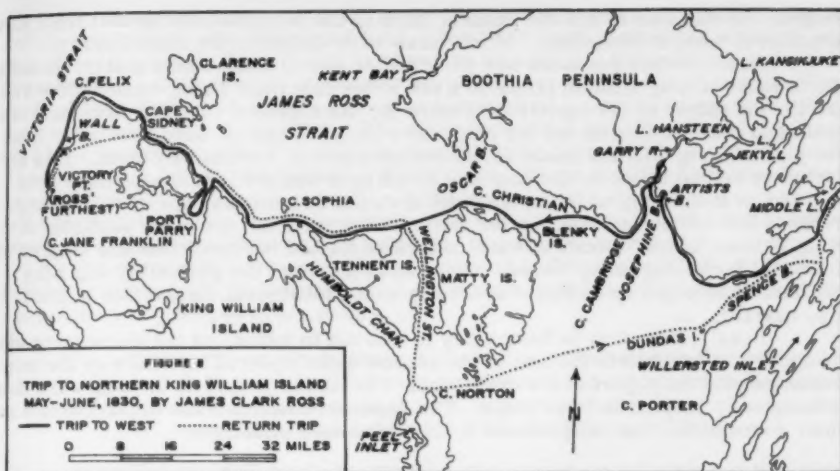 VICTORIA STRAIT
C. FELIX
WALL B.
CAPE SIDNEY
CLARENCE IS.
KENT BAY
JAMES ROSS STRAIT
BOOTHIA PENINSULA
L. KANGIKJUKE
L. HANSTEEN
L. JEKYLL
GARRY R.
ARTISTS B.
MIDDLE L.
VICTORY PT.
(ROSS' FURTHEST)
C. JANE FRANKLIN
PORT PARRY
C. SOPHIA
OSCAR B.
C. CHRISTIAN
BLENKY IS.
C. CAMBRIDGE
JOSEPHINE B.
TENNENT IS.
WELLINGTON ST.
MATTY IS.
HUMBOLDT CHAN.
KING WILLIAM ISLAND
SPENCE B.
DUNDAS I.
WILLERSTED INLET
C. NORTON
C. PORTER
PEEL INLET
N
FIGURE 8
TRIP TO NORTHERN KING WILLIAM ISLAND
MAY-JUNE, 1830, BY JAMES CLARK ROSS
TRIP TO WEST
RETURN TRIP
0 8 16 24 32 MILES